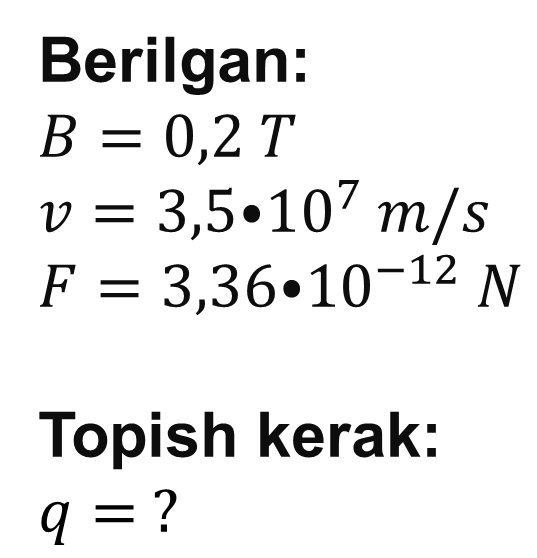 Berilgan:
B = 0,2 T
v = 3,5•10⁷ m/s
F = 3,36•10⁻¹² N
Topish kerak:
q = ?